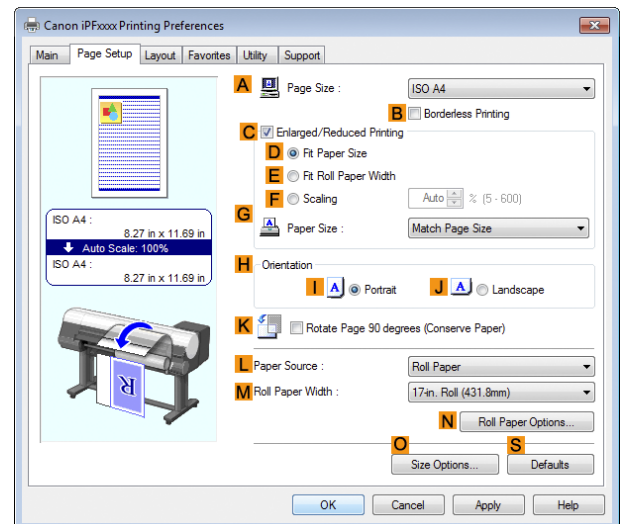 Canon iPFxxxx Printing Preferences
Main Page Setup Layout Favorites Utility Support
A Page Size : ISO A4
B Borderless Printing
C Enlarged/Reduced Printing
D Fit Paper Size
E Fit Roll Paper Width
F Scaling Auto % (5 - 600)
G Paper Size : Match Page Size
ISO A4 :
8.27 in x 11.69 in
Auto Scale: 100%
ISO A4 :
8.27 in x 11.69 in
H Orientation
I A Portrait J A Landscape
K Rotate Page 90 degrees (Conserve Paper)
R
L Paper Source : Roll Paper
M Roll Paper Width : 17-in. Roll (431.8mm)
N Roll Paper Options...
O Size Options... S Defaults
OK Cancel Apply Help